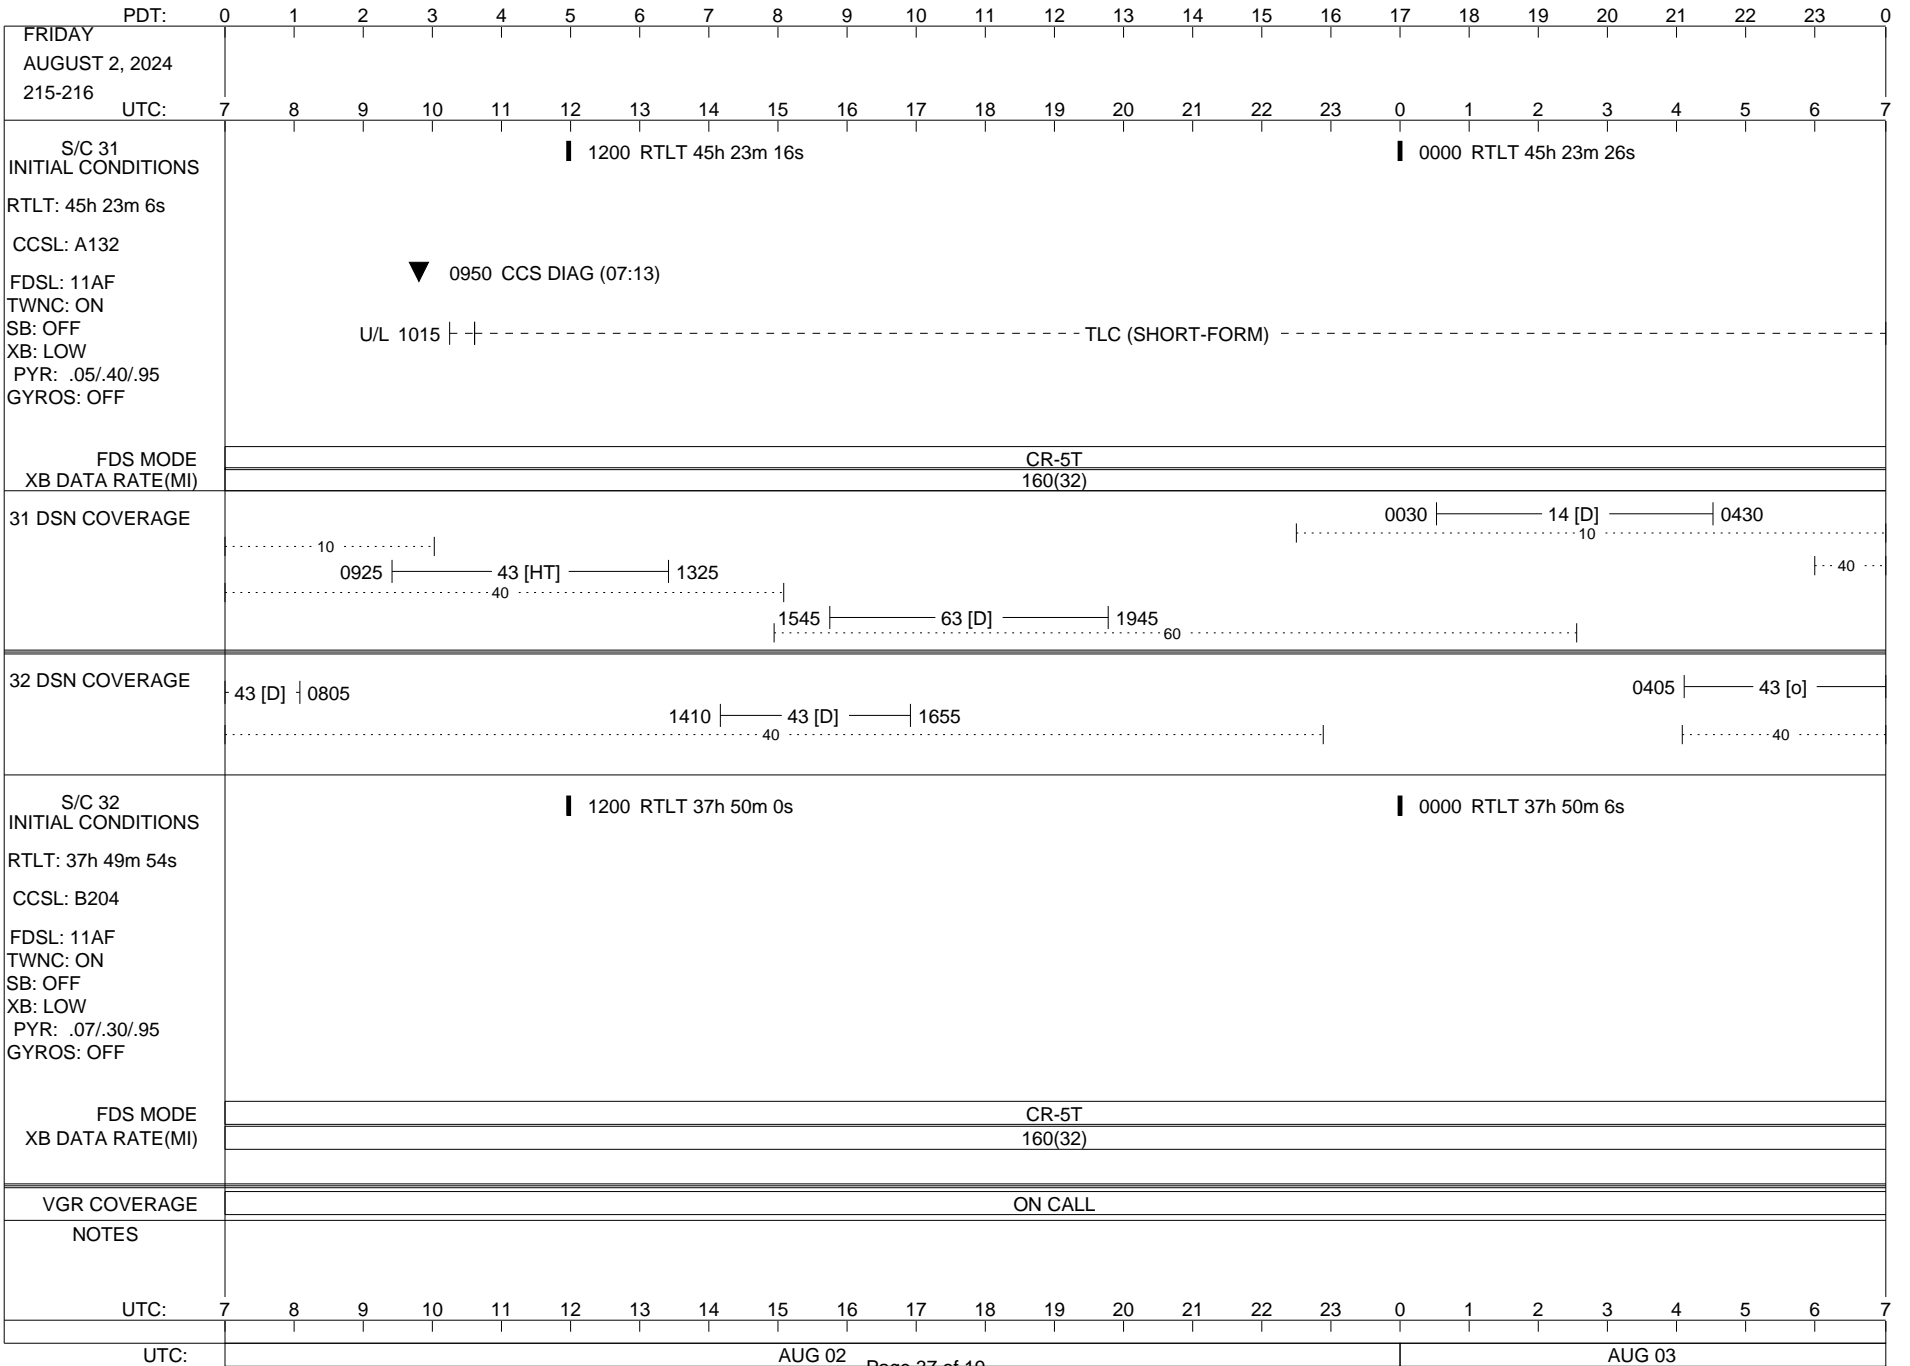 PDT: 0 1 2 3 4 5 6 7 8 9 10 11 12 13 14 15 16 17 18 19 20 21 22 23 0
FRIDAY
AUGUST 2, 2024
215-216
UTC: 7 8 9 10 11 12 13 14 15 16 17 18 19 20 21 22 23 0 1 2 3 4 5 6 7
S/C 31
INITIAL CONDITIONS
1200 RTLT 45h 23m 16s
0000 RTLT 45h 23m 26s
RTLT: 45h 23m 6s
CCSL: A132
0950 CCS DIAG (07:13)
FDSL: 11AF
TWNC: ON
SB: OFF
U/L 1015 TLC (SHORT-FORM)
XB: LOW
PYR: .05/.40/.95
GYROS: OFF
FDS MODE CR-5T
XB DATA RATE(MI) 160(32)
31 DSN COVERAGE
0030 14 [D] 0430
10
10
0925 43 [HT] 1325
40
40
1545 63 [D] 1945
60
32 DSN COVERAGE
43 [D] 0805
0405 43 [o]
1410 43 [D] 1655
40
40
S/C 32
INITIAL CONDITIONS
1200 RTLT 37h 50m 0s
0000 RTLT 37h 50m 6s
RTLT: 37h 49m 54s
CCSL: B204
FDSL: 11AF
TWNC: ON
SB: OFF
XB: LOW
PYR: .07/.30/.95
GYROS: OFF
FDS MODE CR-5T
XB DATA RATE(MI) 160(32)
VGR COVERAGE ON CALL
NOTES
UTC: 7 8 9 10 11 12 13 14 15 16 17 18 19 20 21 22 23 0 1 2 3 4 5 6 7
UTC: AUG 02 AUG 03
Page 27 of 19